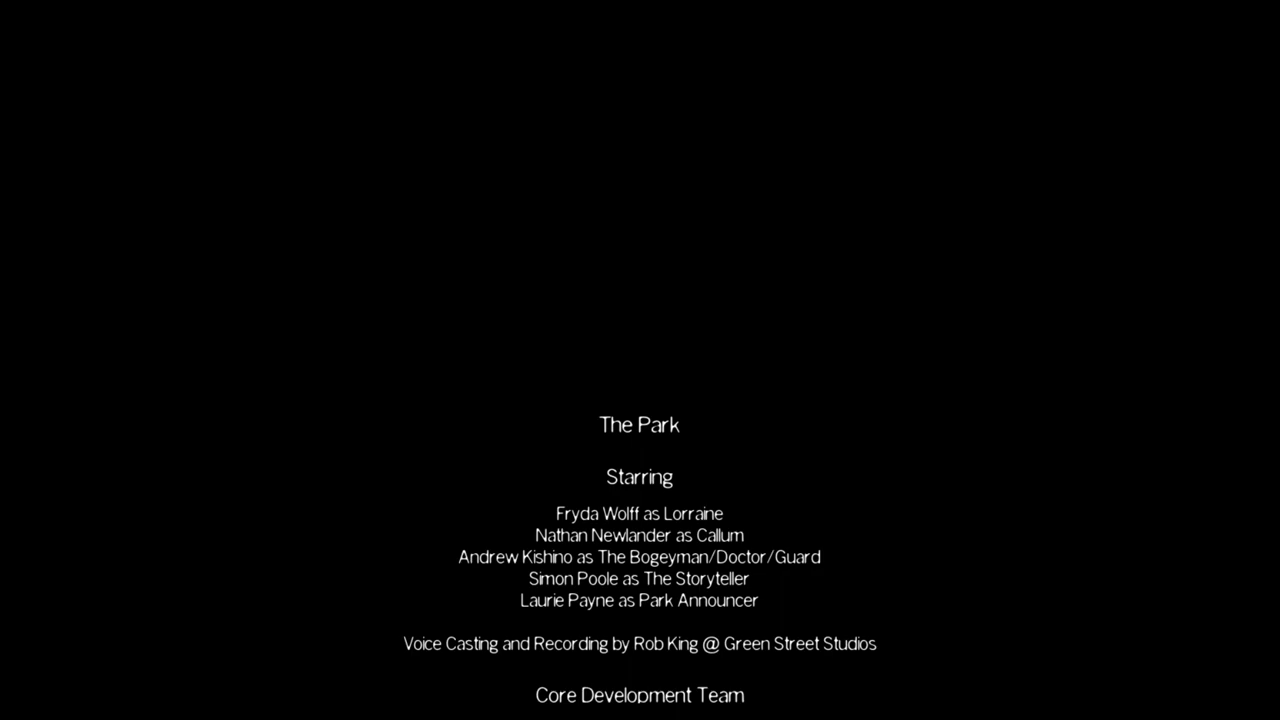 The Park
Starring
Fryda Wolff as Lorraine
Nathan Newlander as Callum
Andrew Kishino as The Bogeyman/Doctor/Guard
Simon Poole as The Storyteller
Laurie Payne as Park Announcer
Voice Casting and Recording by Rob King @ Green Street Studios
Core Development Team